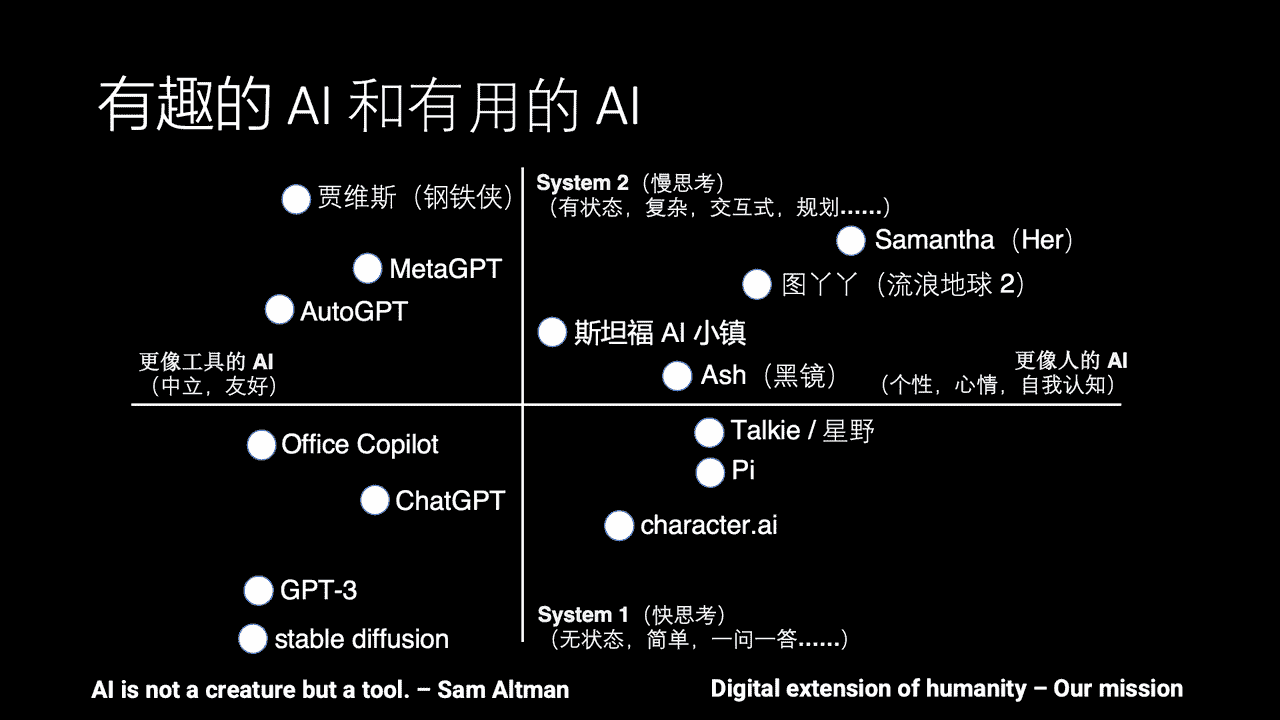 有趣的 AI 和有用的 AI
贾维斯（钢铁侠）
System 2（慢思考）
（有状态，复杂，交互式，规划……）
Samantha（Her）
MetaGPT
图丫丫（流浪地球 2）
AutoGPT
斯坦福 AI 小镇
更像工具的 AI
（中立，友好）
Ash（黑镜）
更像人的 AI
（个性，心情，自我认知）
Office Copilot
Talkie / 星野
Pi
ChatGPT
character.ai
GPT-3
System 1（快思考）
（无状态，简单，一问一答……）
stable diffusion
AI is not a creature but a tool. – Sam Altman
Digital extension of humanity – Our mission